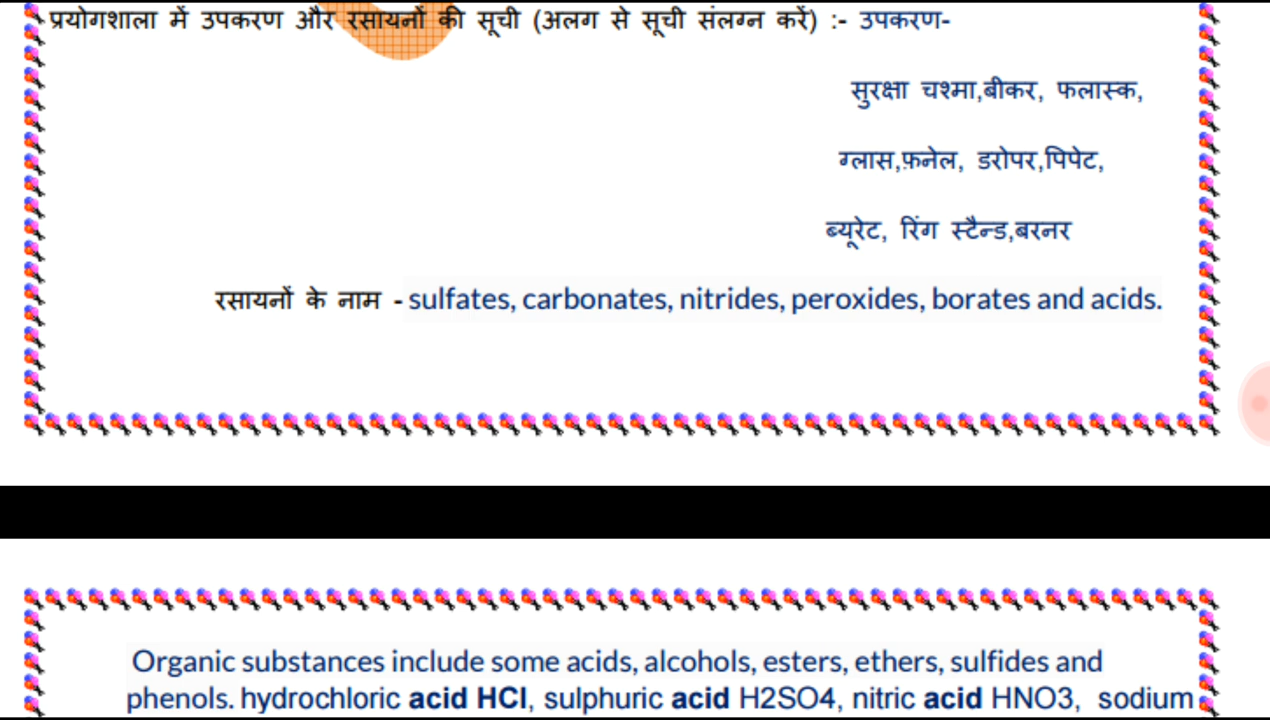 प्रयोगशाला में उपकरण और रसायनों की सूची (अलग से सूची संलग्न करें) :- उपकरण-
सुरक्षा चश्मा,बीकर, फलास्क,
ग्लास,फ़नेल, डरोपर,पिपेट,
ब्यूरेट, रिंग स्टैन्ड,बरनर
रसायनों के नाम - sulfates, carbonates, nitrides, peroxides, borates and acids.
Organic substances include some acids, alcohols, esters, ethers, sulfides and
phenols. hydrochloric acid HCl, sulphuric acid H2SO4, nitric acid HNO3, sodium